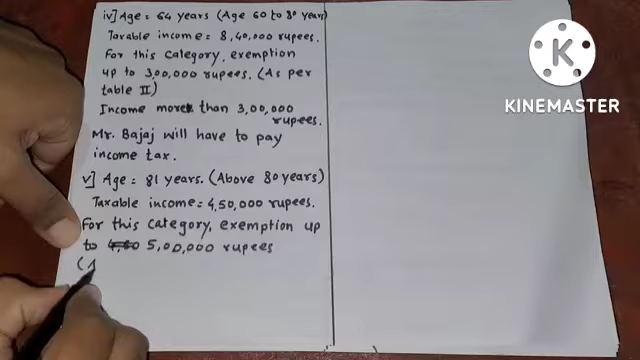 iv] Age = 64 years (Age 60 to 80 years)
Taxable income = 8,40,000 rupees.
For this category, exemption
up to 3,00,000 rupees. (As per
table II)
Income more than 3,00,000
rupees.
Mr. Bajaj will have to pay
income tax.
v] Age = 81 years. (Above 80 years)
Taxable income = 4,50,000 rupees.
For this category, exemption up
to 5,00,000 rupees
(A
K
KINEMASTER